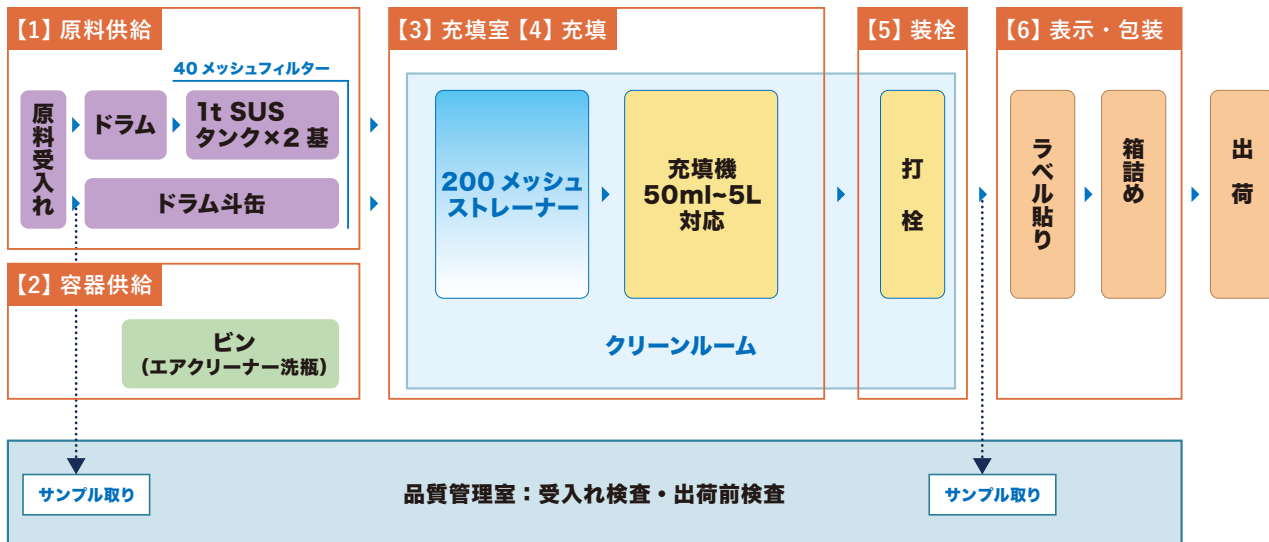 【1】原料供給
40メッシュフィルター
原料受入れ
ドラム
1t SUS
タンク×2基
ドラム斗缶
【2】容器供給
ビン
(エアクリーナー洗瓶)
【3】充填室【4】充填
200メッシュ
ストレーナー
充填機
50ml~5L
対応
クリーンルーム
【5】装栓
打栓
【6】表示・包装
ラベル貼り
箱詰め
出荷
サンプル取り
品質管理室：受入れ検査・出荷前検査
サンプル取り